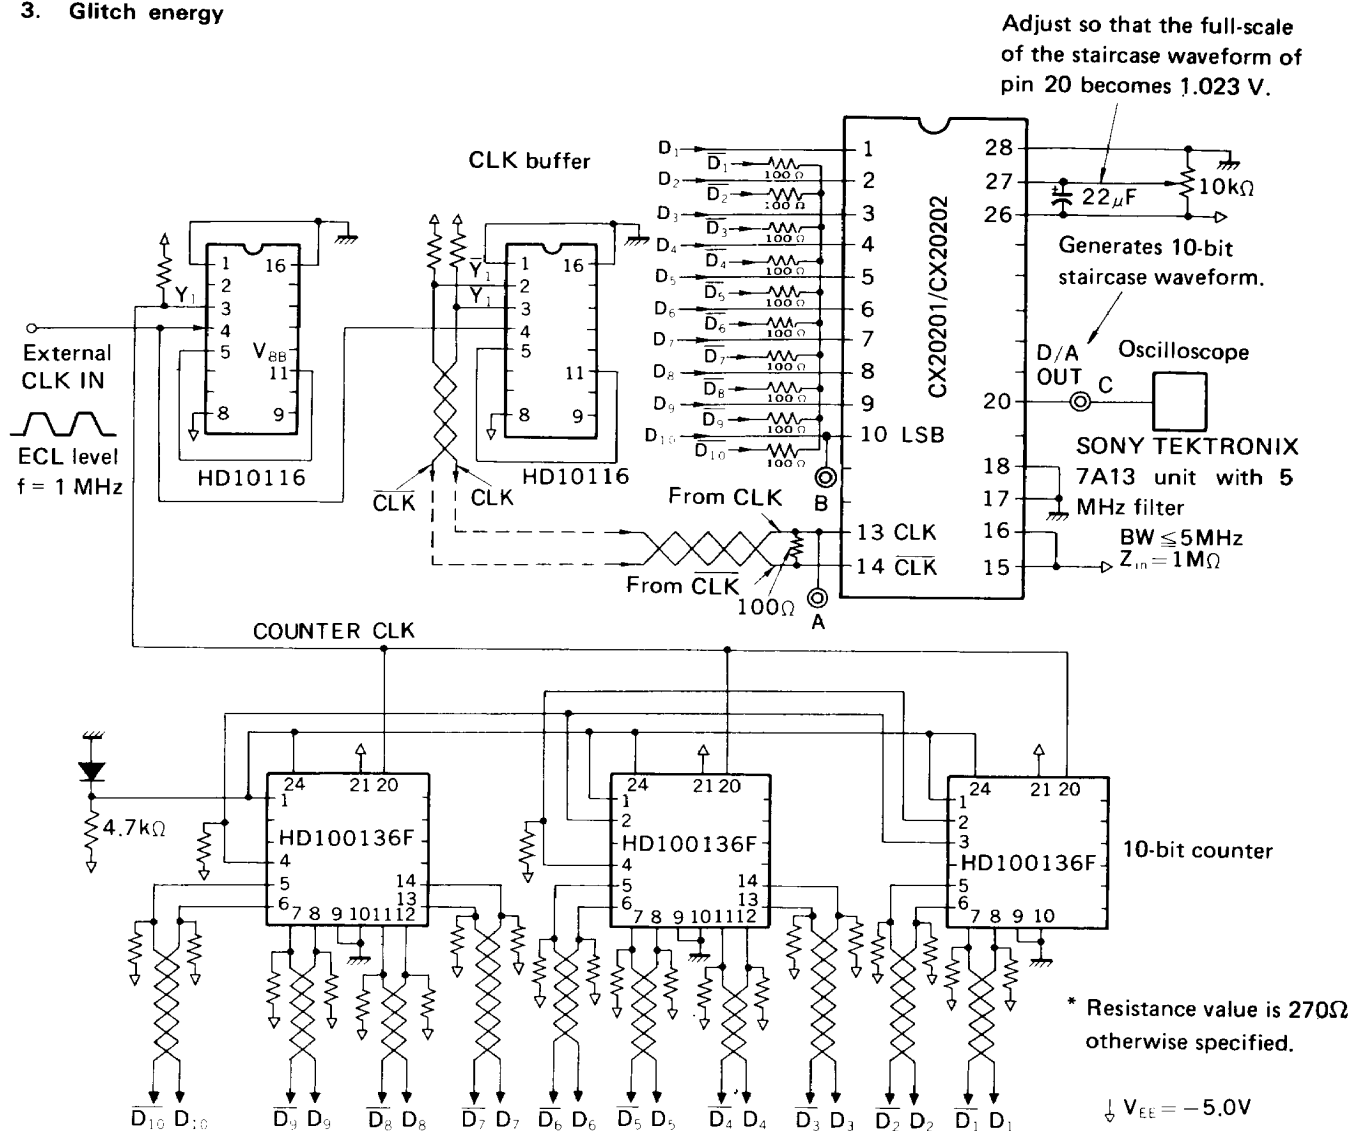 3. Glitch energy
Adjust so that the full-scale
of the staircase waveform of
pin 20 becomes 1.023 V.
CLK buffer
D1
D1̅
100Ω
D2
D2̅
100Ω
D3
D3̅
100Ω
D4
D4̅
100Ω
D5
D5̅
100Ω
D6
D6̅
100Ω
D7
D7̅
100Ω
D8
D8̅
100Ω
D9
D9̅
100Ω
D10
D10̅
100Ω
1
2
3
4
5
6
7
8
9
10 LSB
13 CLK
14 C̅L̅K̅
CX20201/CX20202
28
27
26
20
18
17
16
15
10kΩ
22μF
Generates 10-bit
staircase waveform.
D/A
OUT
C
Oscilloscope
SONY TEKTRONIX
7A13 unit with 5
MHz filter
BW≦5MHz
Zin=1MΩ
External
CLK IN
ECL level
f = 1 MHz
Y1
1
3
4
5
8
16
VBB
11
9
HD10116
Y̅1
Y1
1
2
3
4
5
8
16
11
9
HD10116
C̅L̅K̅
CLK
From CLK
From C̅L̅K̅
100Ω
B
A
COUNTER CLK
4.7kΩ
24
21 20
1
HD100136F
4
5
6
7 8 9 10 11 12
14
13
24
21 20
1
2
HD100136F
4
5
6
7 8 9 10 11 12
14
13
24
21 20
1
2
3
HD100136F
5
6
7 8 9 10
10-bit counter
* Resistance value is 270Ω
otherwise specified.
VEE=−5.0V
D10̅ D10 D9̅ D9 D8̅ D8 D7̅ D7 D6̅ D6 D5̅ D5 D4̅ D4 D3̅ D3 D2̅ D2 D1̅ D1